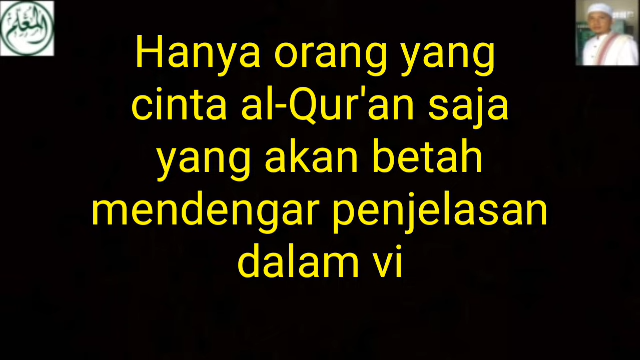 Hanya orang yang
cinta al-Qur'an saja
yang akan betah
mendengar penjelasan
dalam vi